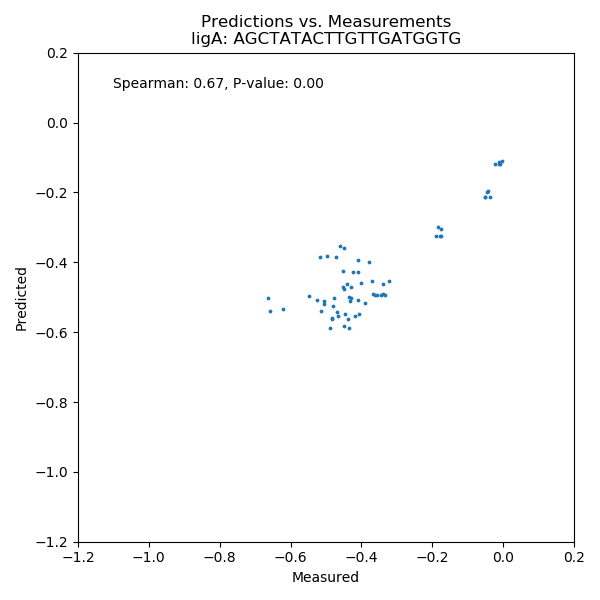 Predictions vs. Measurements
ligA: AGCTATACTTGTTGATGGTG
Spearman: 0.67, P-value: 0.00
0.2
0.0
−0.2
−0.4
−0.6
−0.8
−1.0
−1.2
Predicted
−1.2 −1.0 −0.8 −0.6 −0.4 −0.2 0.0 0.2
Measured